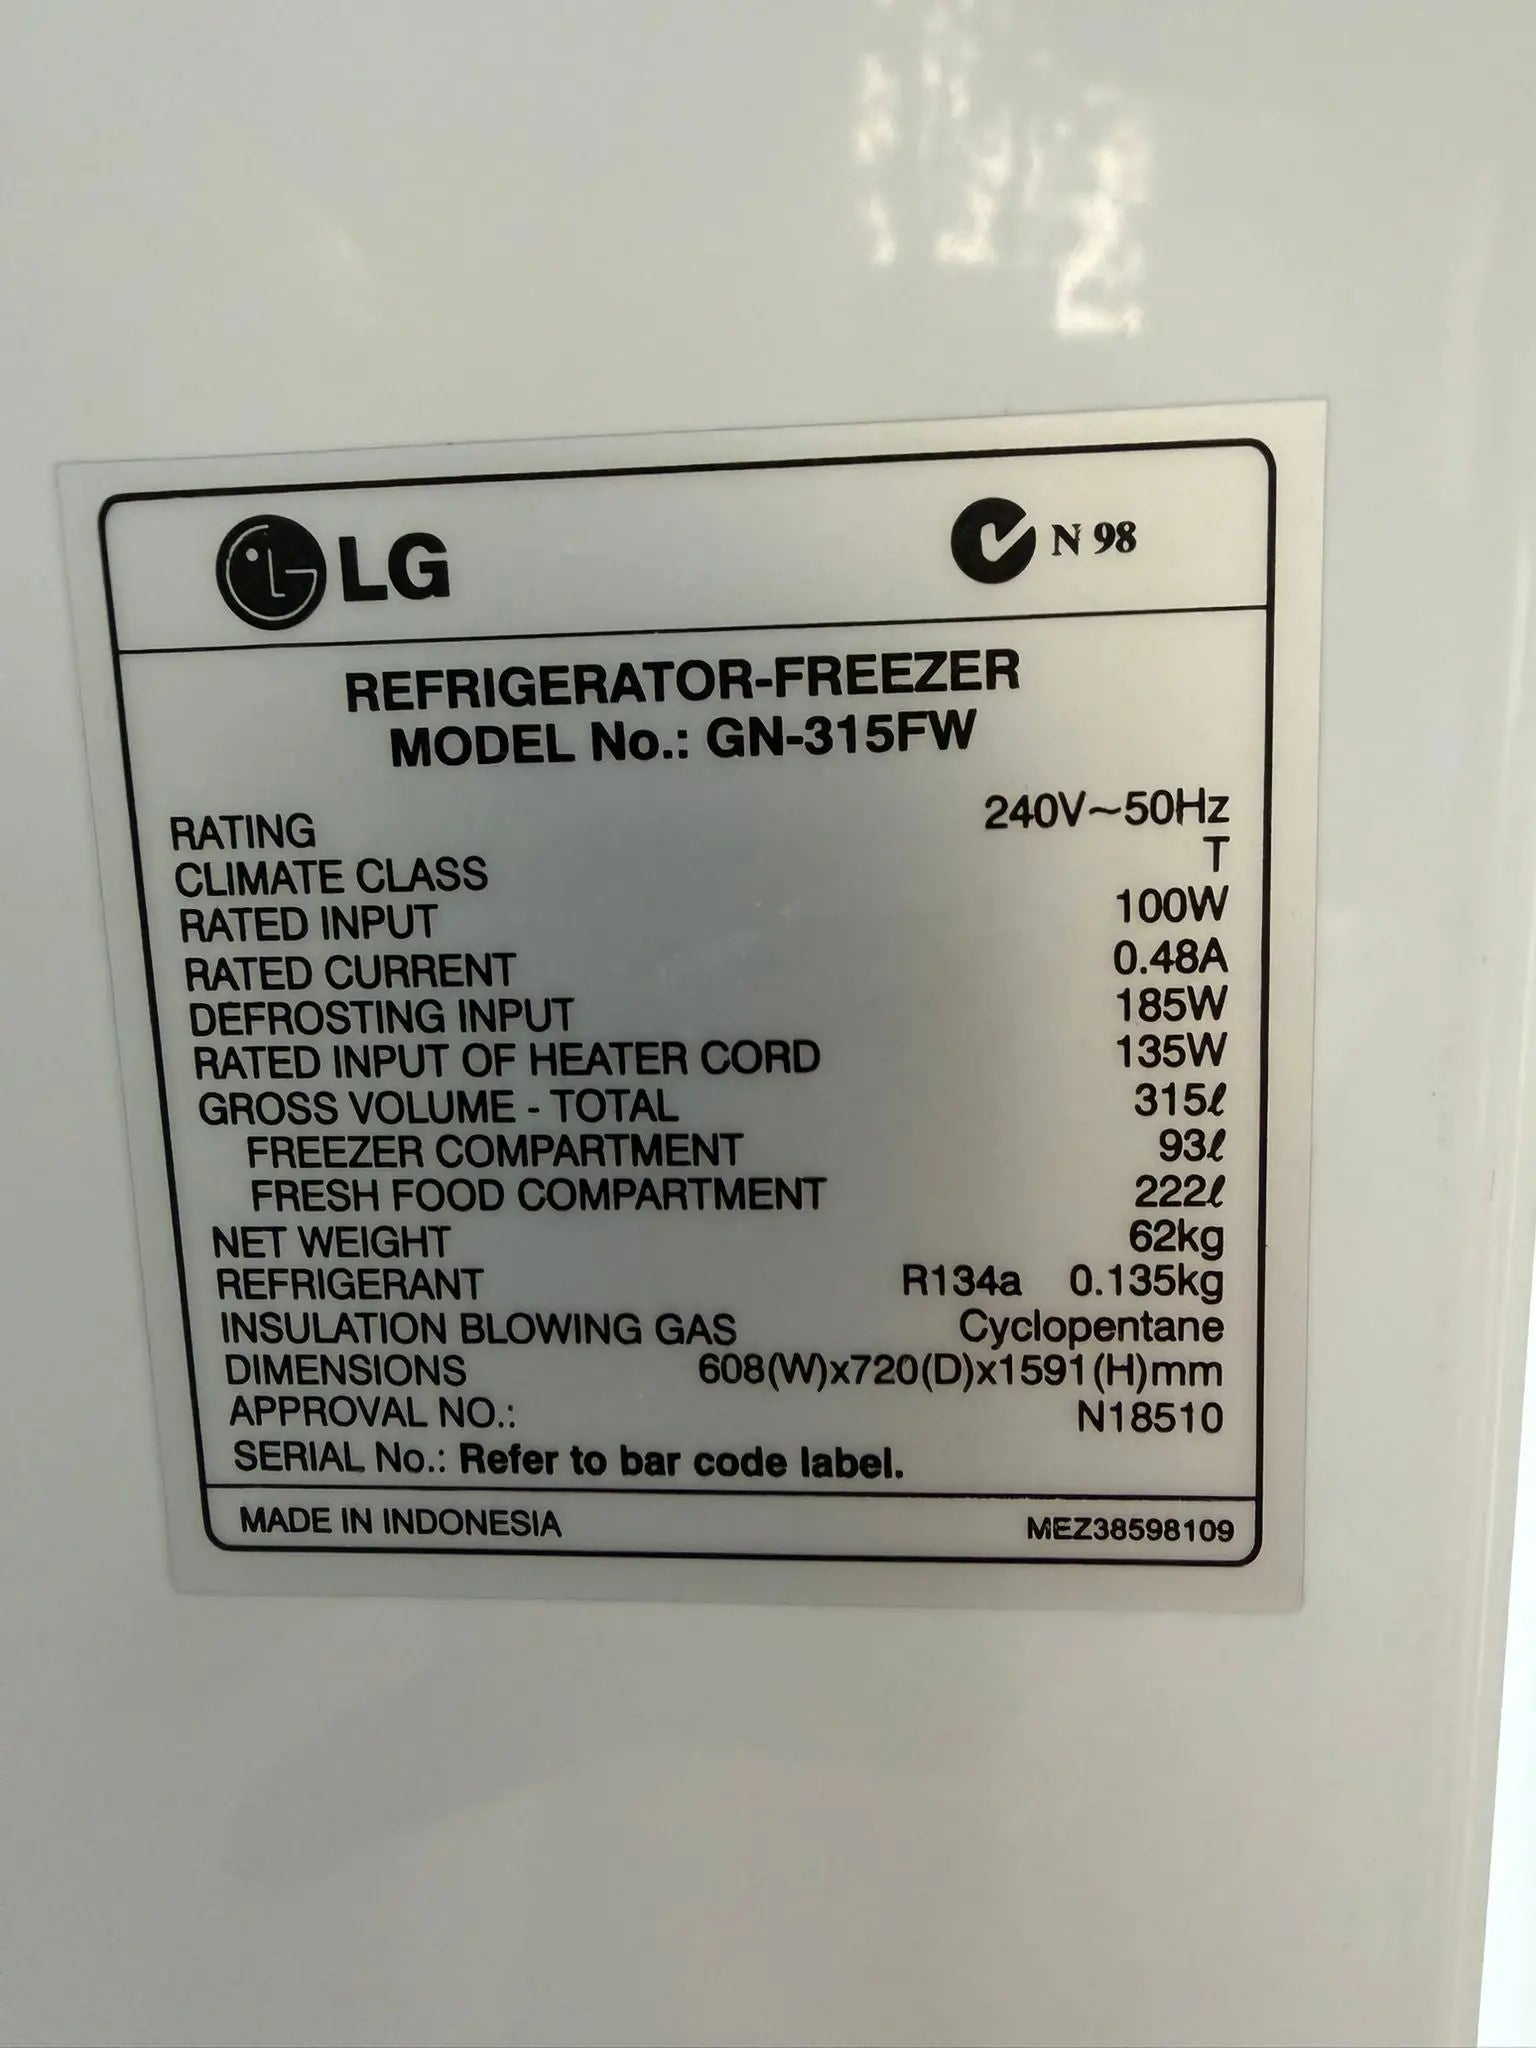 LG N 98
REFRIGERATOR-FREEZER
MODEL No.: GN-315FW
RATING 240V~50Hz
CLIMATE CLASS T
RATED INPUT 100W
RATED CURRENT 0.48A
DEFROSTING INPUT 185W
RATED INPUT OF HEATER CORD 135W
GROSS VOLUME - TOTAL 315ℓ
FREEZER COMPARTMENT 93ℓ
FRESH FOOD COMPARTMENT 222ℓ
NET WEIGHT 62kg
REFRIGERANT R134a 0.135kg
INSULATION BLOWING GAS Cyclopentane
DIMENSIONS 608(W)x720(D)x1591(H)mm
APPROVAL NO.: N18510
SERIAL No.: Refer to bar code label.
MADE IN INDONESIA MEZ38598109